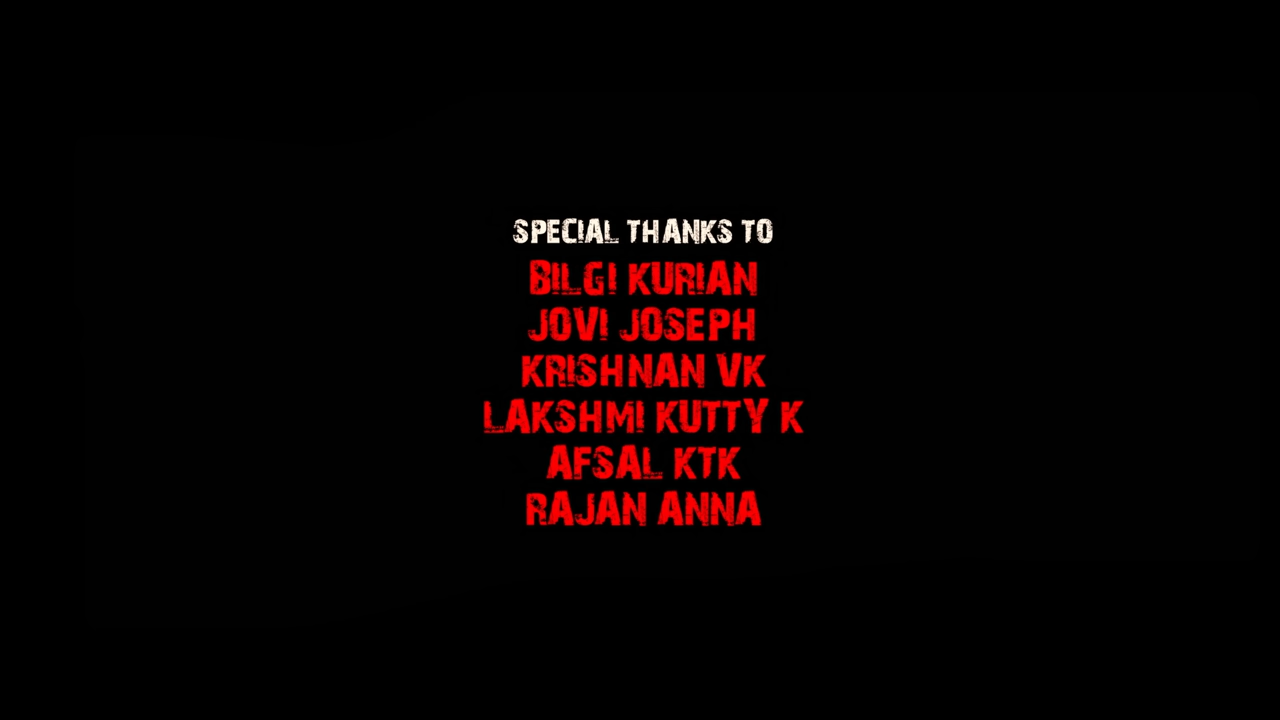 SPECIAL THANKS TO
BILGI KURIAN
JOVI JOSEPH
KRISHNAN VK
LAKSHMI KUTTY K
AFSAL KTK
RAJAN ANNA